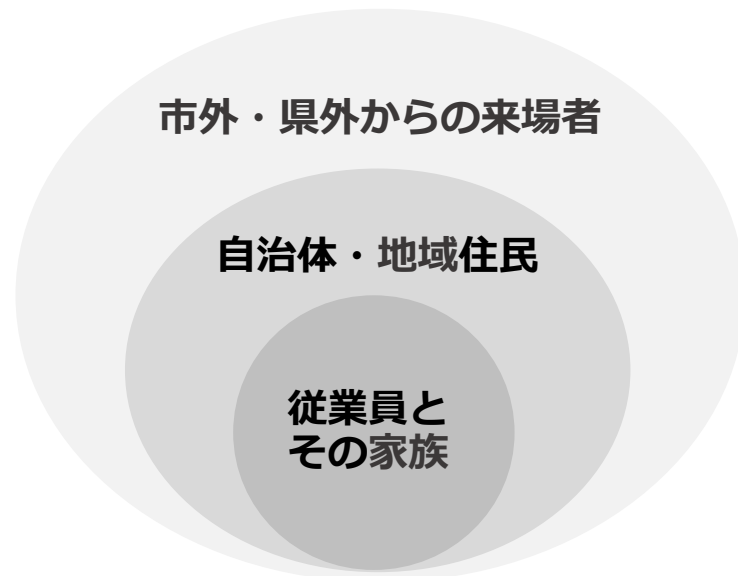 市外・県外からの来場者
自治体・地域住民
従業員と
その家族